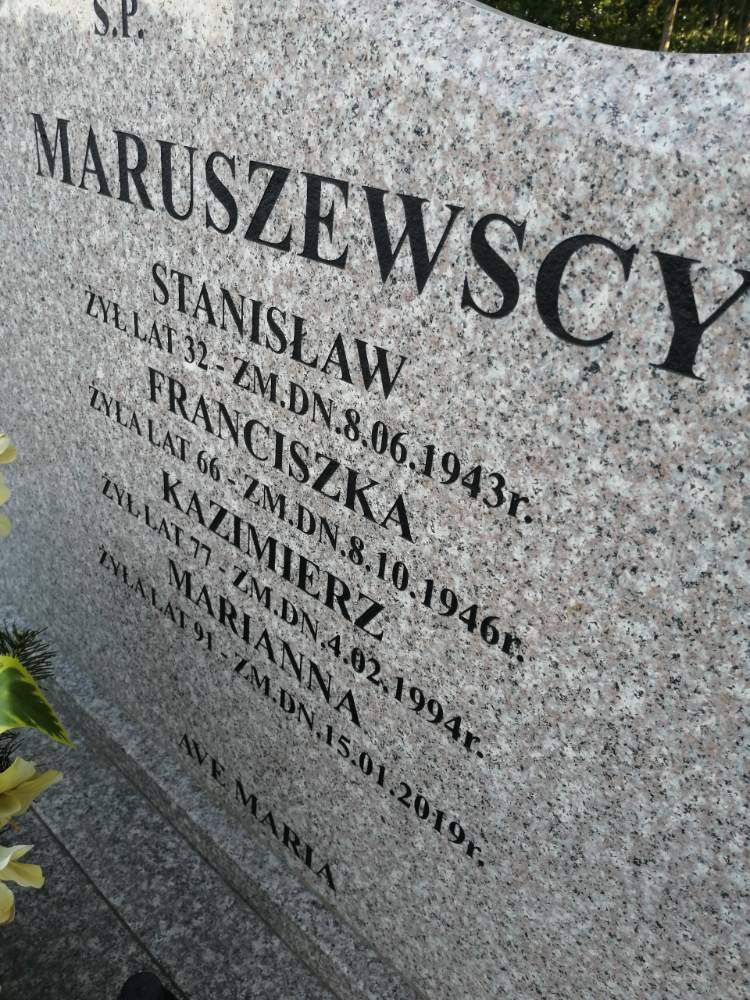 Ś.P.
MARUSZEWSCY
STANISŁAW
ŻYŁ LAT 32 - ZM.DN.8.06.1943r.
FRANCISZKA
ŻYŁA LAT 66 - ZM.DN.8.10.1946r.
KAZIMIERZ
ŻYŁ LAT 77 - ZM.DN.4.02.1994r.
MARIANNA
ŻYŁA LAT 91 - ZM.DN.15.01.2019r.
AVE MARIA